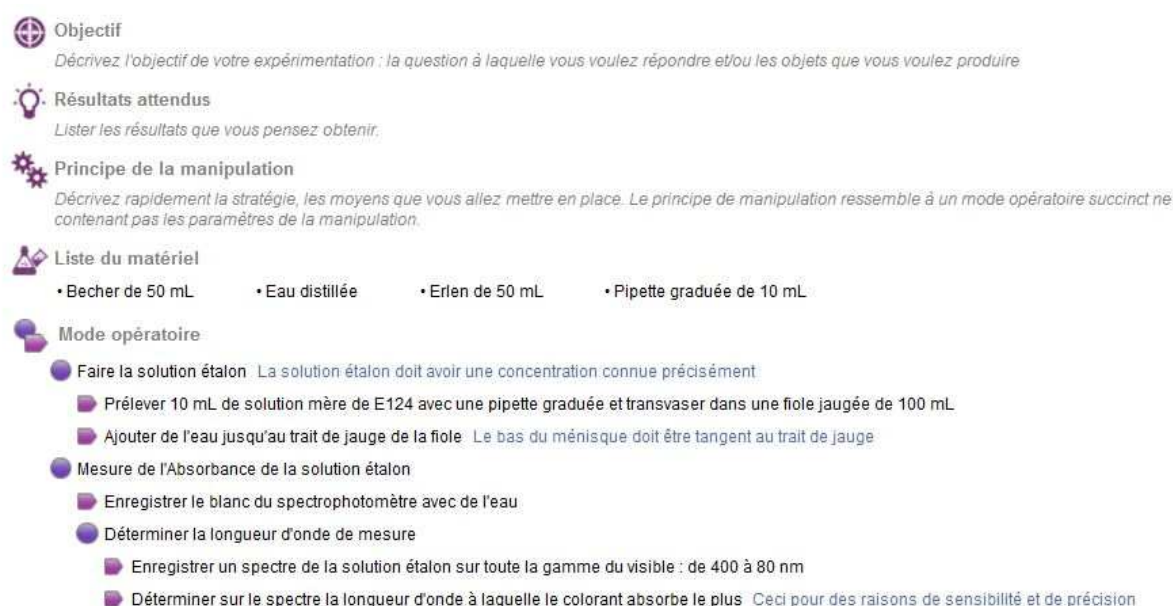 Objectif
Décrivez l'objectif de votre expérimentation : la question à laquelle vous voulez répondre et/ou les objets que vous voulez produire
Résultats attendus
Lister les résultats que vous pensez obtenir.
Principe de la manipulation
Décrivez rapidement la stratégie, les moyens que vous allez mettre en place. Le principe de manipulation ressemble à un mode opératoire succinct ne
contenant pas les paramètres de la manipulation.
Liste du matériel
• Becher de 50 mL • Eau distillée • Erlen de 50 mL • Pipette graduée de 10 mL
Mode opératoire
Faire la solution étalon La solution étalon doit avoir une concentration connue précisément
Prélever 10 mL de solution mère de E124 avec une pipette graduée et transvaser dans une fiole jaugée de 100 mL
Ajouter de l'eau jusqu'au trait de jauge de la fiole Le bas du ménisque doit être tangent au trait de jauge
Mesure de l'Absorbance de la solution étalon
Enregistrer le blanc du spectrophotomètre avec de l'eau
Déterminer la longueur d'onde de mesure
Enregistrer un spectre de la solution étalon sur toute la gamme du visible : de 400 à 80 nm
Déterminer sur le spectre la longueur d'onde à laquelle le colorant absorbe le plus Ceci pour des raisons de sensibilité et de précision